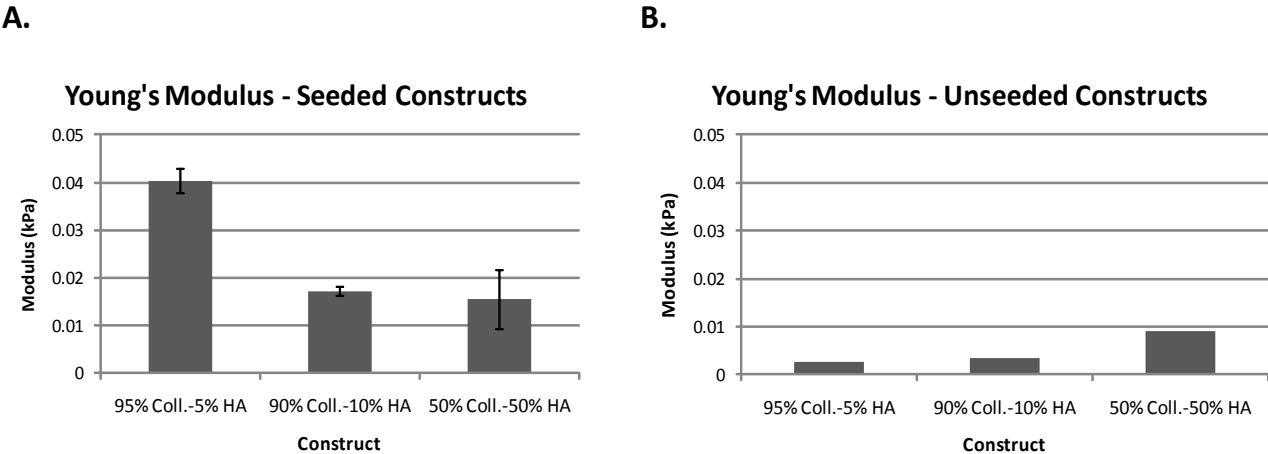 A.
Young's Modulus - Seeded Constructs
0.05
0.04
0.03
0.02
0.01
0
Modulus (kPa)
95% Coll.-5% HA
90% Coll.-10% HA
50% Coll.-50% HA
Construct
B.
Young's Modulus - Unseeded Constructs
0.05
0.04
0.03
0.02
0.01
0
Modulus (kPa)
95% Coll.-5% HA
90% Coll.-10% HA
50% Coll.-50% HA
Construct